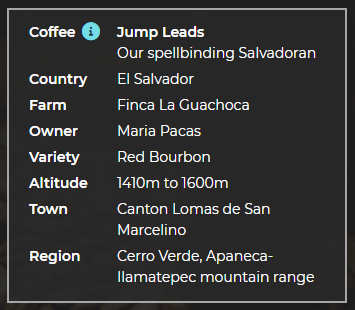 Coffee Jump Leads
Our spellbinding Salvadoran
Country El Salvador
Farm Finca La Guachoca
Owner Maria Pacas
Variety Red Bourbon
Altitude 1410m to 1600m
Town Canton Lomas de San
Marcelino
Region Cerro Verde, Apaneca-
Ilamatepec mountain range